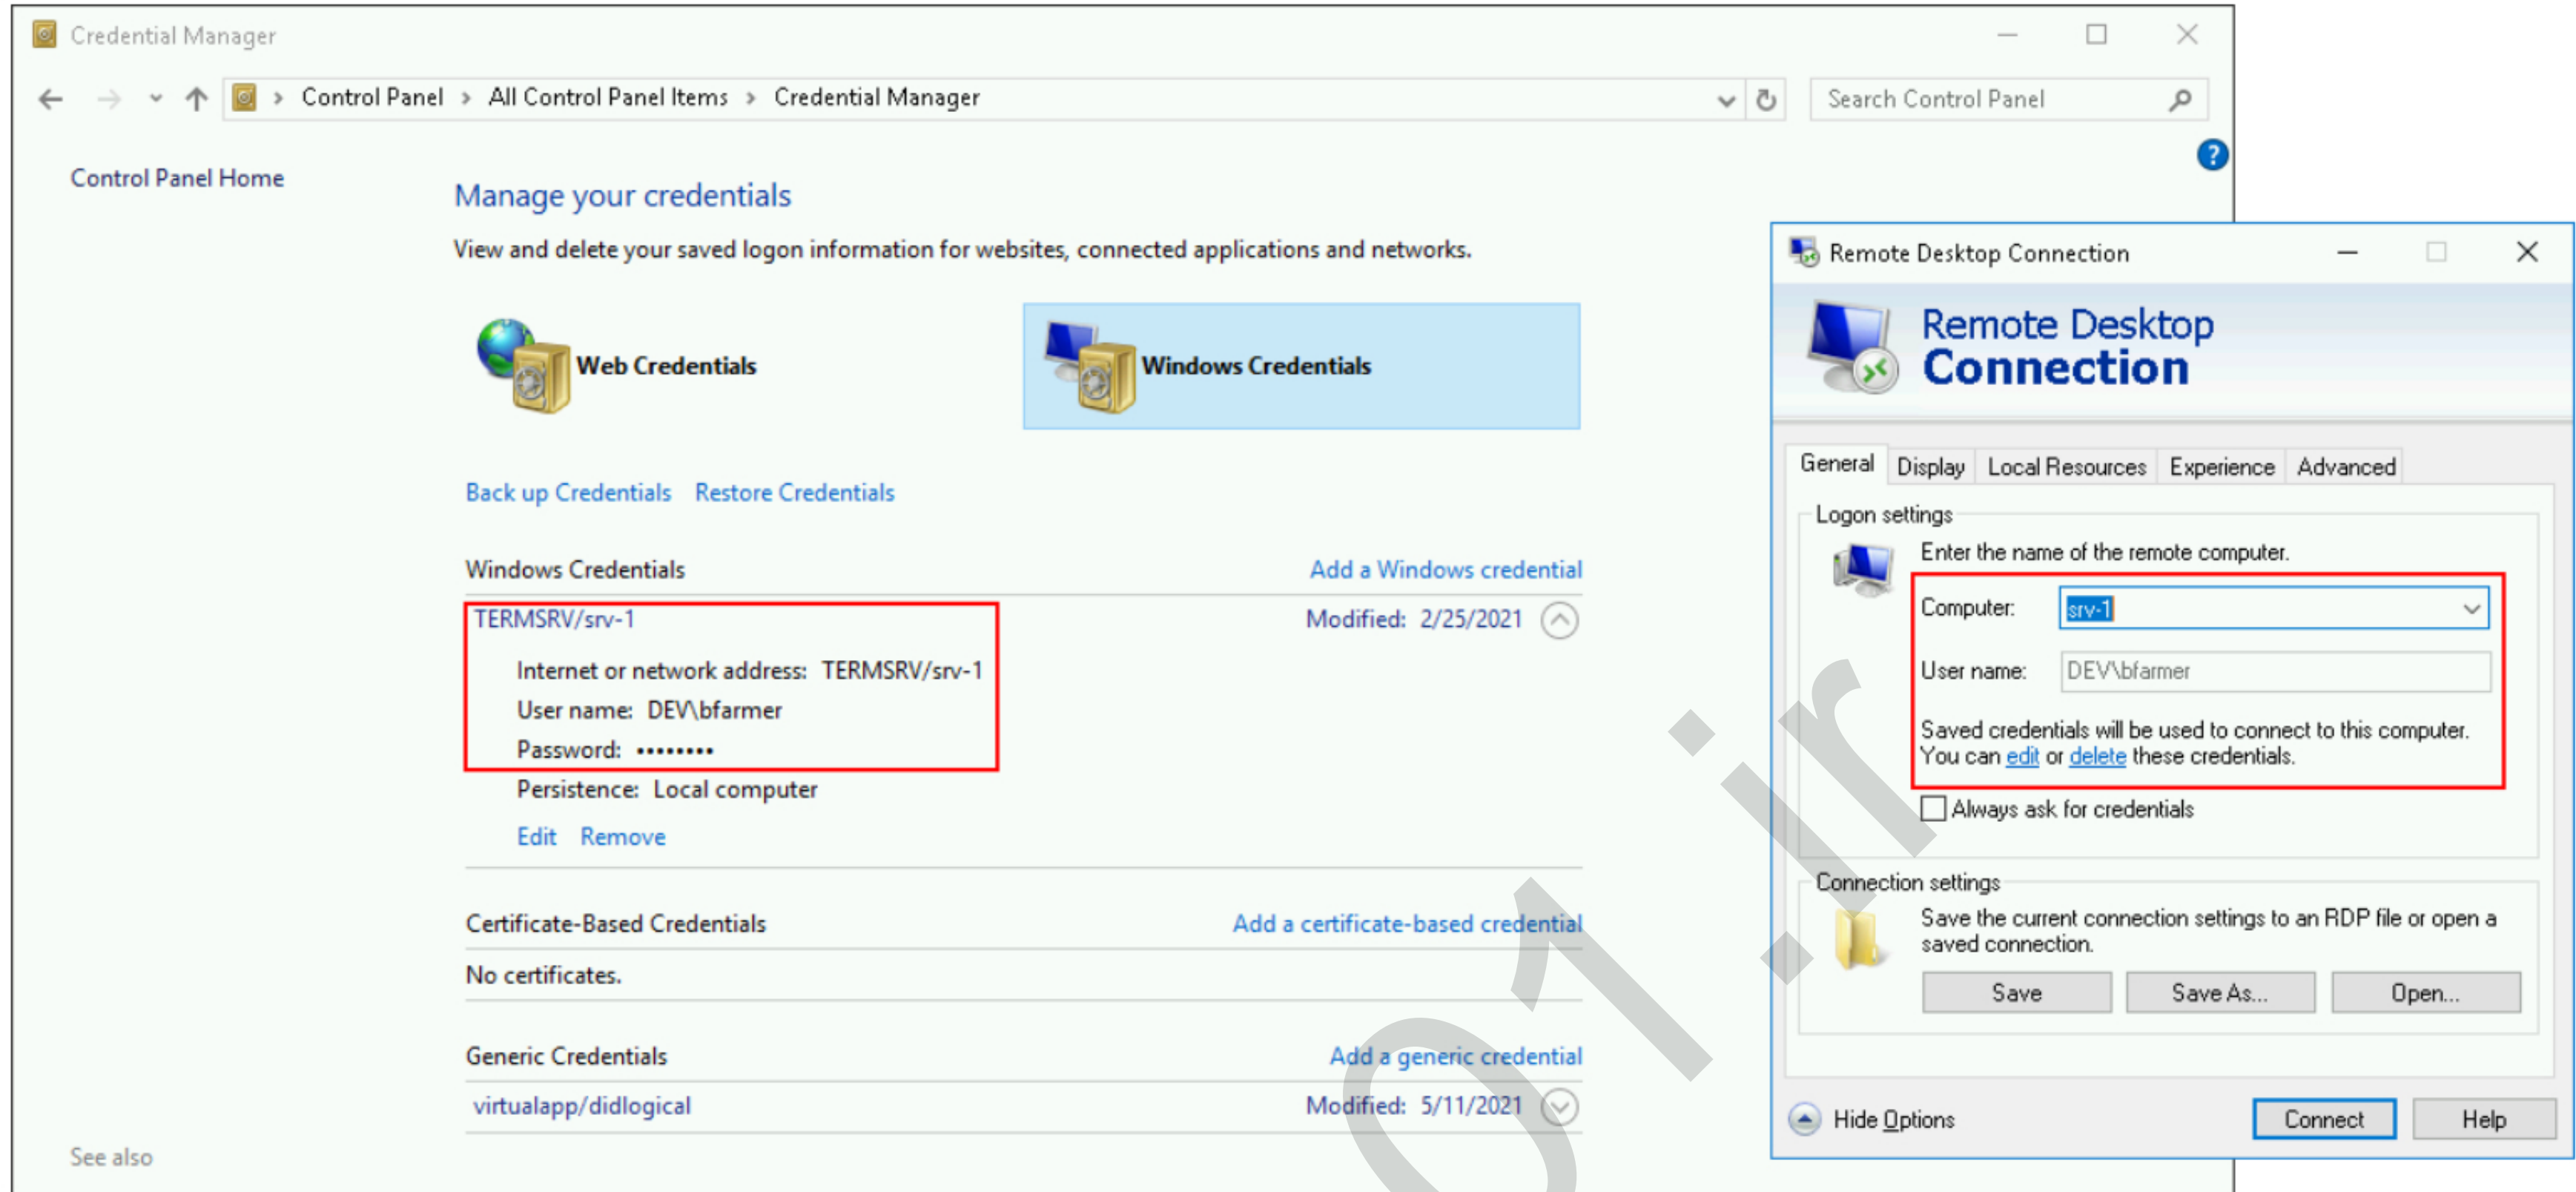 Credential Manager
Control Panel > All Control Panel Items > Credential Manager
Search Control Panel
Control Panel Home
Manage your credentials
View and delete your saved logon information for websites, connected applications and networks.
Web Credentials
Windows Credentials
Back up Credentials Restore Credentials
Windows Credentials Add a Windows credential
TERMSRV/srv-1 Modified: 2/25/2021
Internet or network address: TERMSRV/srv-1
User name: DEV\bfarmer
Password: ••••••••
Persistence: Local computer
Edit Remove
Certificate-Based Credentials Add a certificate-based credential
No certificates.
Generic Credentials Add a generic credential
virtualapp/didlogical Modified: 5/11/2021
See also
Remote Desktop Connection
Remote Desktop
Connection
General Display Local Resources Experience Advanced
Logon settings
Enter the name of the remote computer.
Computer: srv-1
User name: DEV\bfarmer
Saved credentials will be used to connect to this computer.
You can edit or delete these credentials.
Always ask for credentials
Connection settings
Save the current connection settings to an RDP file or open a
saved connection.
Save Save As... Open...
Hide Options Connect Help
01.ir